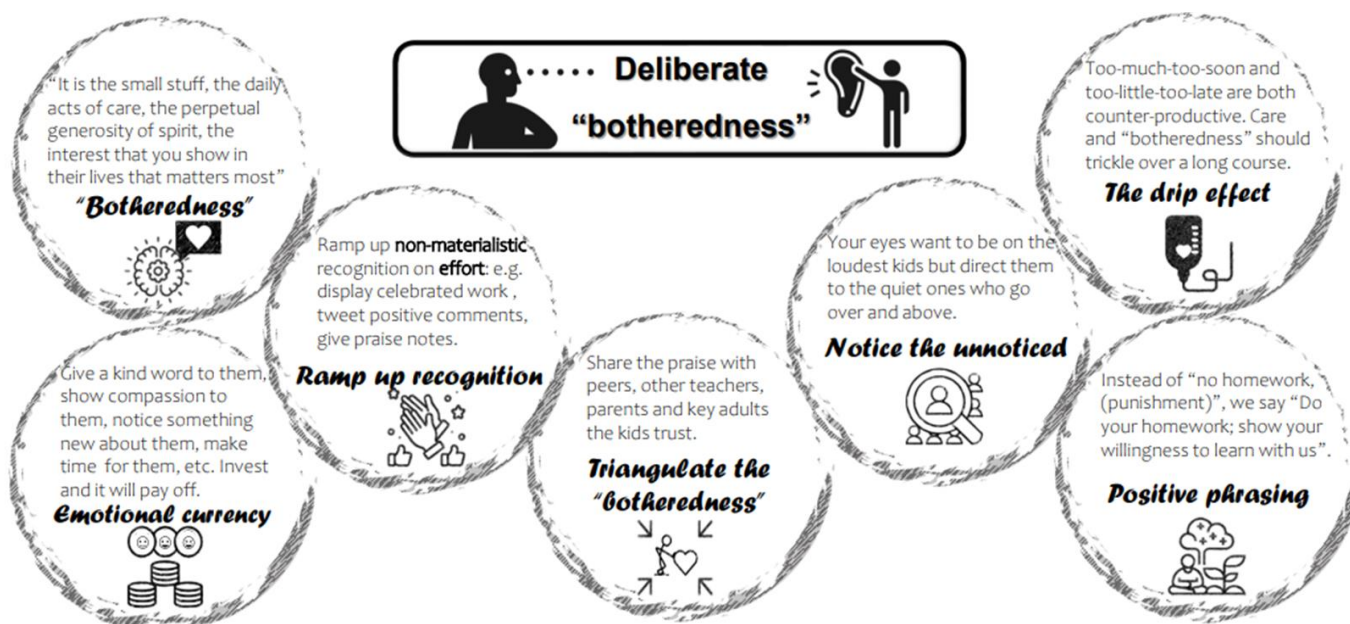 Deliberate
“botheredness”
“It is the small stuff, the daily
acts of care, the perpetual
generosity of spirit, the
interest that you show in
their lives that matters most”
“Botheredness”
Give a kind word to them,
show compassion to
them, notice something
new about them, make
time for them, etc. Invest
and it will pay off.
Emotional currency
Ramp up non-materialistic
recognition on effort: e.g.
display celebrated work ,
tweet positive comments,
give praise notes.
Ramp up recognition
Share the praise with
peers, other teachers,
parents and key adults
the kids trust.
Triangulate the
“botheredness”
Your eyes want to be on the
loudest kids but direct them
to the quiet ones who go
over and above.
Notice the unnoticed
Too-much-too-soon and
too-little-too-late are both
counter-productive. Care
and “botheredness” should
trickle over a long course.
The drip effect
Instead of “no homework,
(punishment)”, we say “Do
your homework; show your
willingness to learn with us”.
Positive phrasing